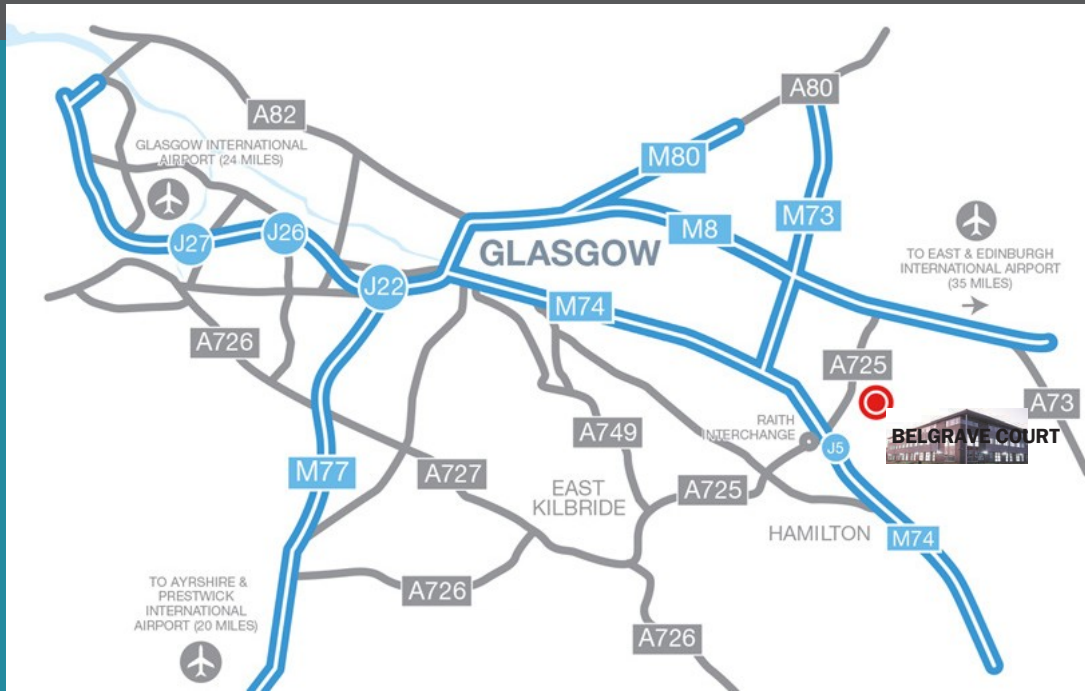 A82
A80
GLASGOW INTERNATIONAL
AIRPORT (24 MILES)
M80
M73
M8
J27
J26
GLASGOW
TO EAST & EDINBURGH
INTERNATIONAL AIRPORT
(35 MILES)
J22
M74
A726
A725
A73
RAITH
INTERCHANGE
BELGRAVE COURT
A749
J5
M77
A727
A725
EAST
KILBRIDE
HAMILTON
M74
TO AYRSHIRE &
PRESTWICK
INTERNATIONAL
AIRPORT (20 MILES)
A726
A726